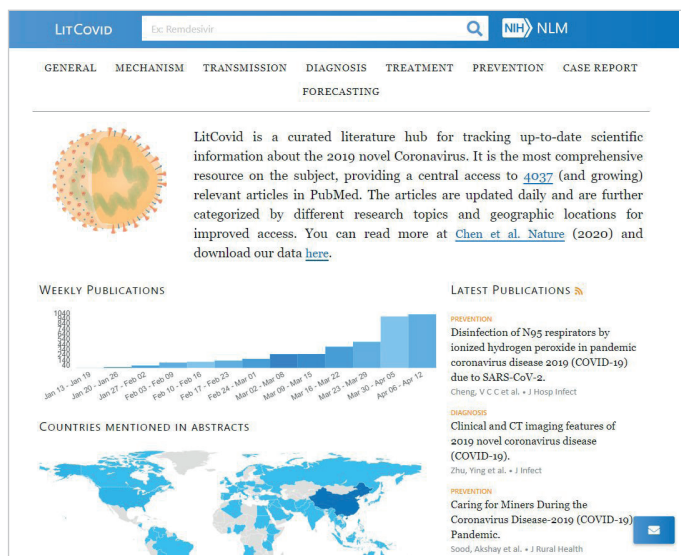 LitCovid
Ex: Remdesivir
NIH NLM
GENERAL MECHANISM TRANSMISSION DIAGNOSIS TREATMENT PREVENTION CASE REPORT
FORECASTING
LitCovid is a curated literature hub for tracking up-to-date scientific
information about the 2019 novel Coronavirus. It is the most comprehensive
resource on the subject, providing a central access to 4037 (and growing)
relevant articles in PubMed. The articles are updated daily and are further
categorized by different research topics and geographic locations for
improved access. You can read more at Chen et al. Nature (2020) and
download our data here.
Weekly Publications
1040
940
840
740
640
540
440
340
240
140
40
Jan 13 - Jan 19
Jan 20 - Jan 26
Jan 27 - Feb 02
Feb 03 - Feb 09
Feb 10 - Feb 16
Feb 17 - Feb 23
Feb 24 - Mar 01
Mar 02 - Mar 08
Mar 09 - Mar 15
Mar 16 - Mar 22
Mar 23 - Mar 29
Mar 30 - Apr 05
Apr 06 - Apr 12
Countries Mentioned in Abstracts
Latest Publications
PREVENTION
Disinfection of N95 respirators by
ionized hydrogen peroxide in pandemic
coronavirus disease 2019 (COVID-19)
due to SARS-CoV-2.
Cheng, V C C et al. • J Hosp Infect
DIAGNOSIS
Clinical and CT imaging features of
2019 novel coronavirus disease
(COVID-19).
Zhu, Ying et al. • J Infect
PREVENTION
Caring for Miners During the
Coronavirus Disease-2019 (COVID-19)
Pandemic.
Sood, Akshay et al. • J Rural Health